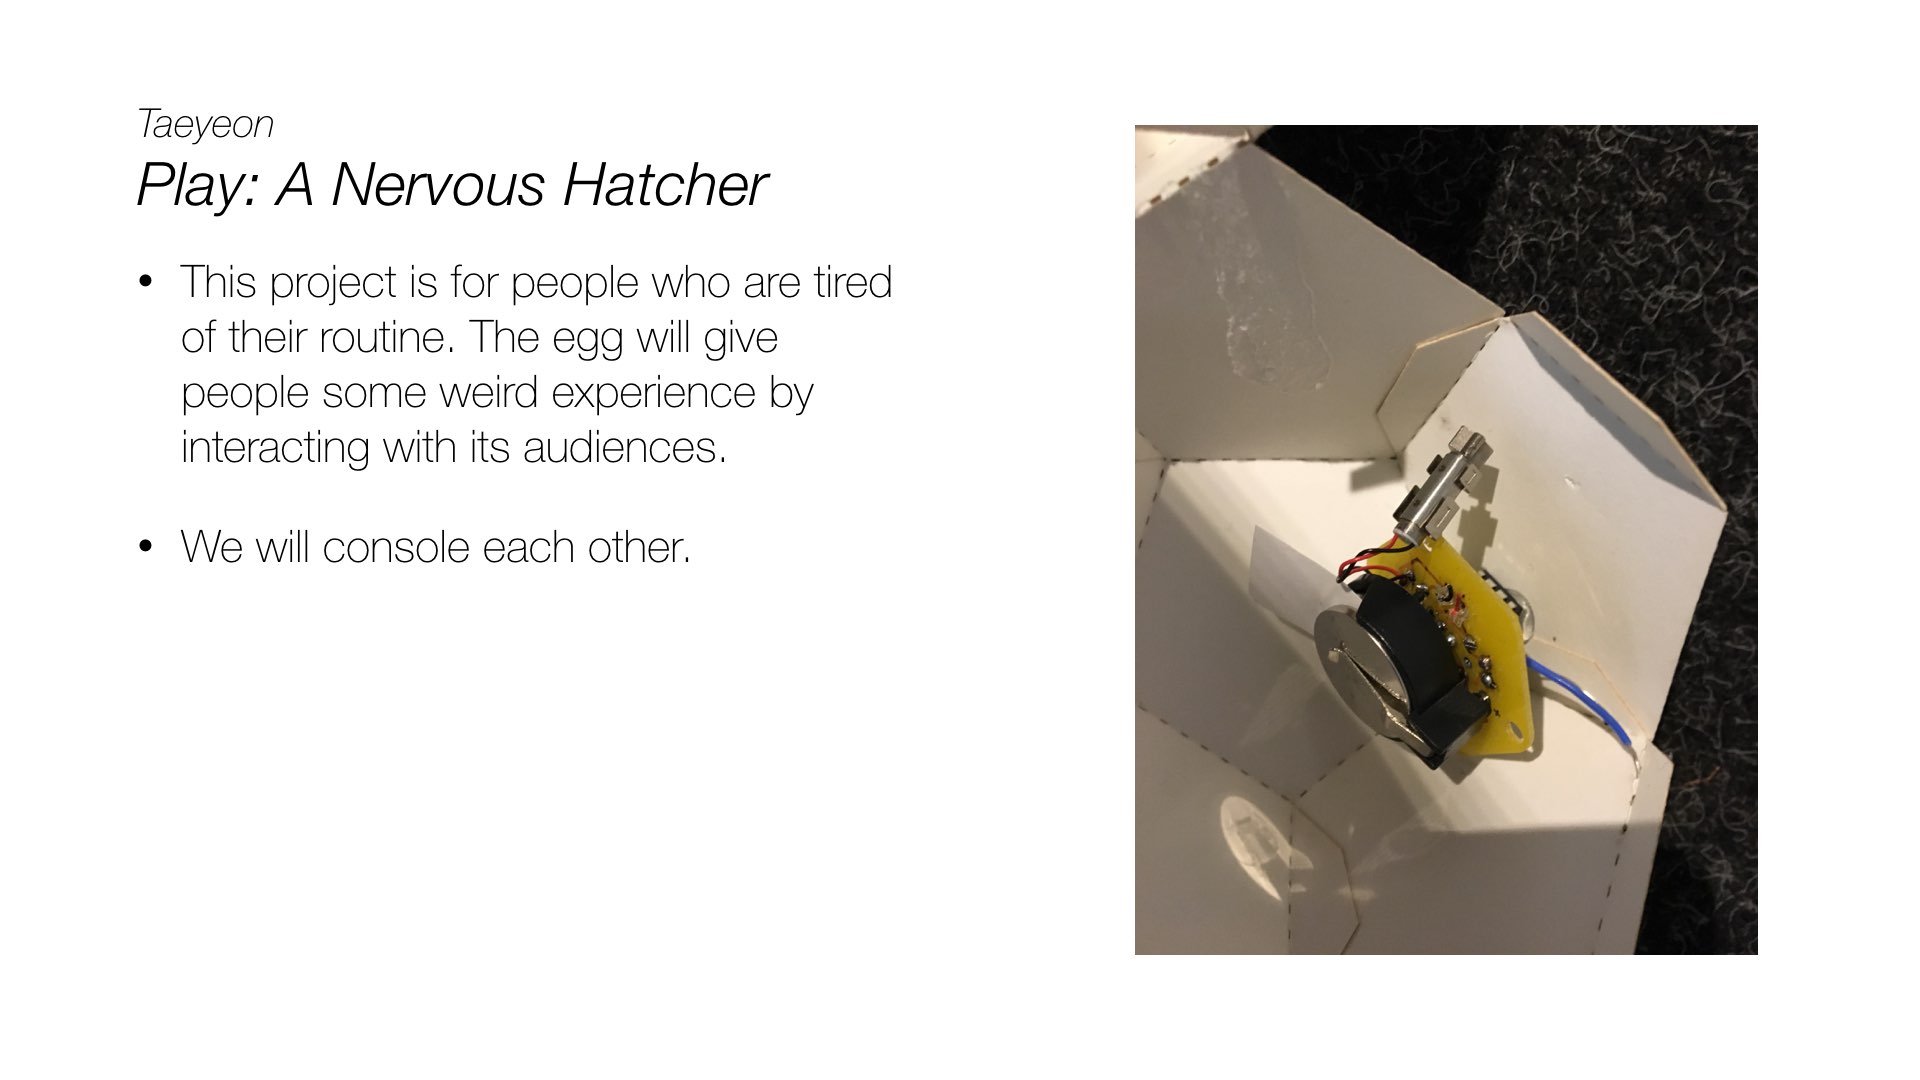 Taeyeon
Play: A Nervous Hatcher
• This project is for people who are tired
of their routine. The egg will give
people some weird experience by
interacting with its audiences.
• We will console each other.